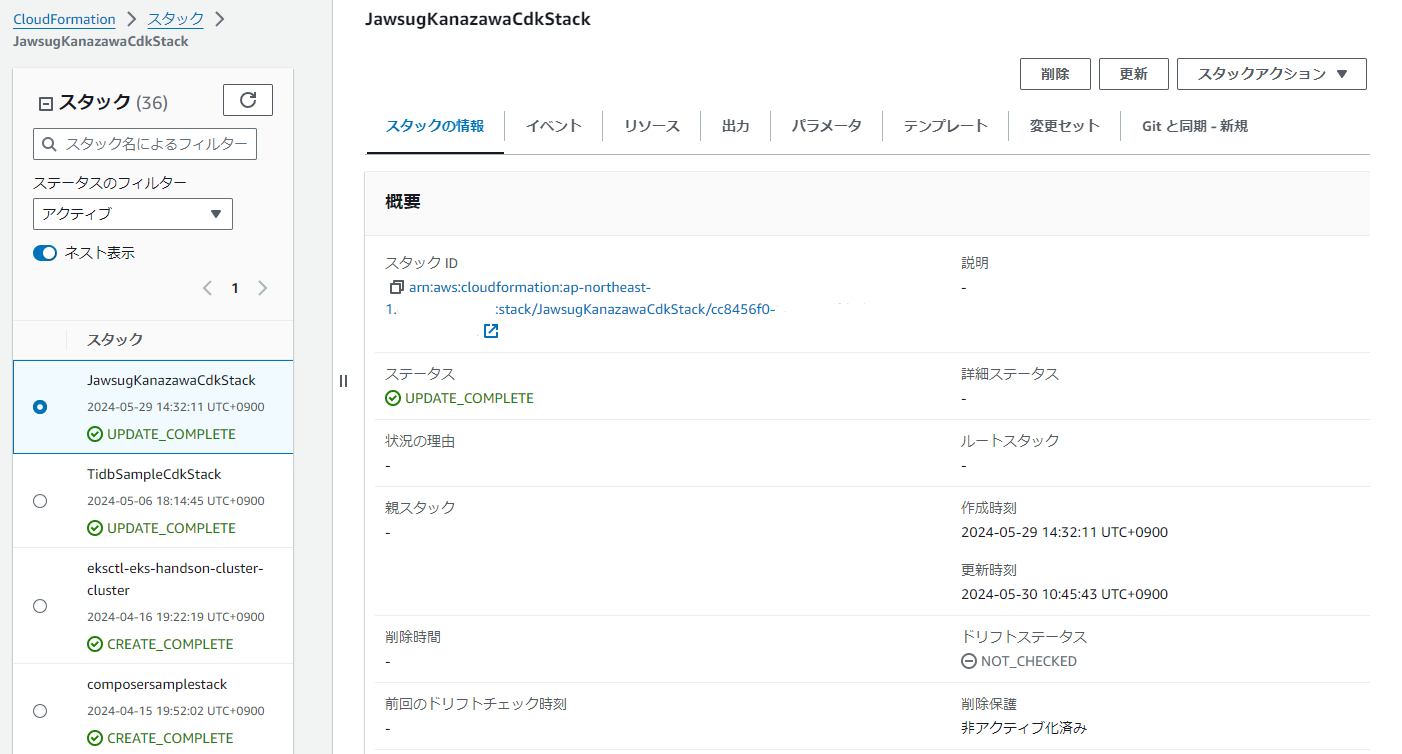 CloudFormation > スタック >
JawsugKanazawaCdkStack
スタック (36)
スタック名によるフィルター
ステータスのフィルター
アクティブ
ネスト表示
1
スタック
JawsugKanazawaCdkStack
2024-05-29 14:32:11 UTC+0900
UPDATE_COMPLETE
TidbSampleCdkStack
2024-05-06 18:14:45 UTC+0900
UPDATE_COMPLETE
eksctl-eks-handson-cluster-
cluster
2024-04-16 19:22:19 UTC+0900
CREATE_COMPLETE
composersamplestack
2024-04-15 19:52:02 UTC+0900
CREATE_COMPLETE
JawsugKanazawaCdkStack
削除 更新 スタックアクション
スタックの情報 イベント リソース 出力 パラメータ テンプレート 変更セット Git と同期 - 新規
概要
スタック ID
arn:aws:cloudformation:ap-northeast-
1. :stack/JawsugKanazawaCdkStack/cc8456f0-
説明
-
ステータス
UPDATE_COMPLETE
詳細ステータス
-
状況の理由
-
ルートスタック
-
親スタック
-
作成時刻
2024-05-29 14:32:11 UTC+0900
更新時刻
2024-05-30 10:45:43 UTC+0900
削除時間
-
ドリフトステータス
NOT_CHECKED
前回のドリフトチェック時刻
-
削除保護
非アクティブ化済み